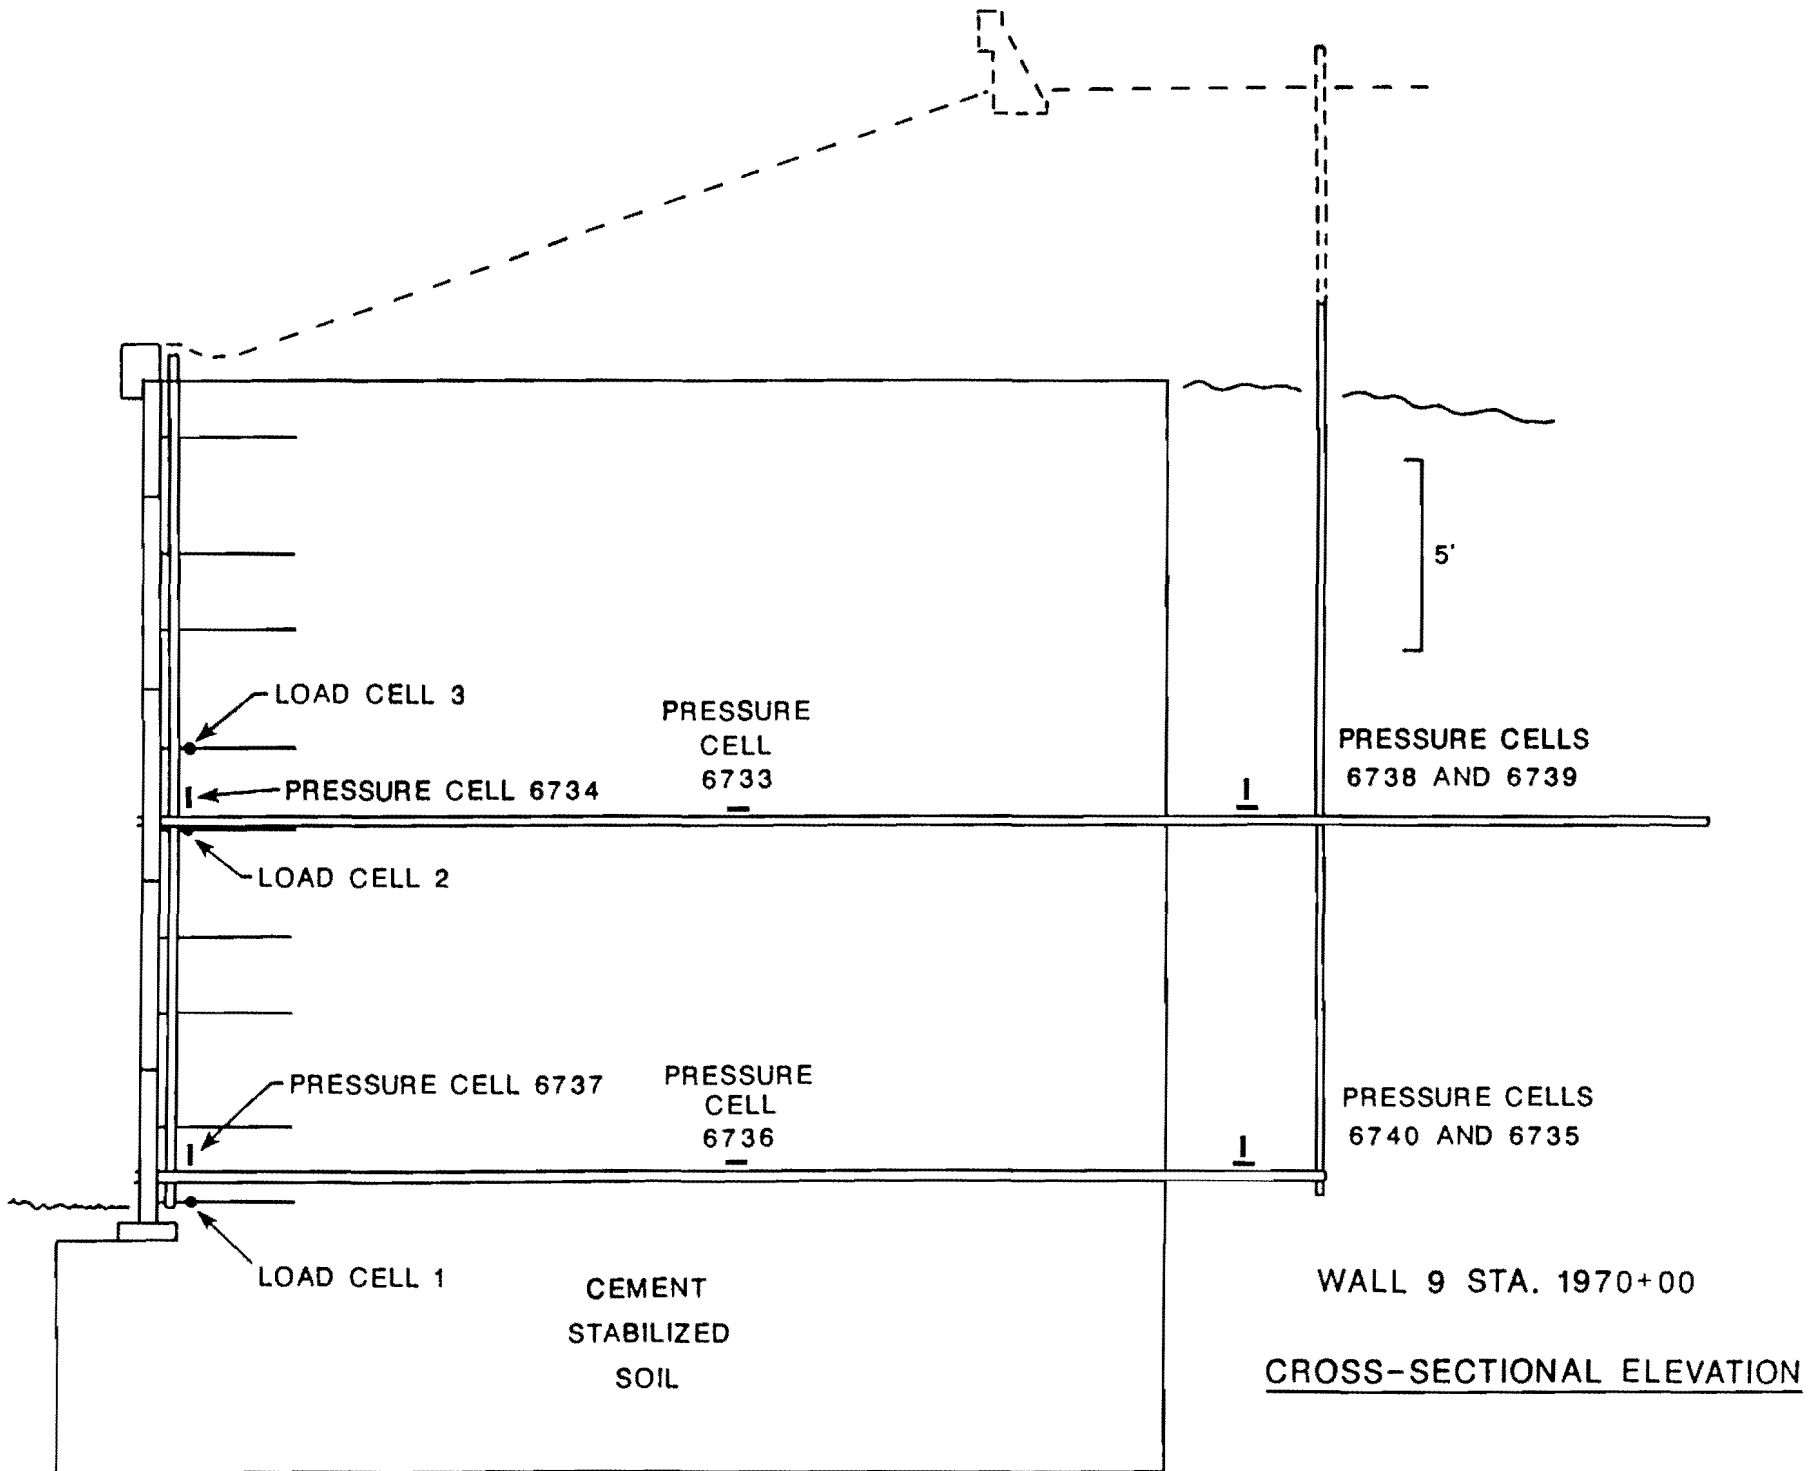 5'
LOAD CELL 3
PRESSURE
CELL
6733
PRESSURE CELLS
6738 AND 6739
PRESSURE CELL 6734
LOAD CELL 2
PRESSURE CELL 6737
PRESSURE
CELL
6736
PRESSURE CELLS
6740 AND 6735
LOAD CELL 1
CEMENT
STABILIZED
SOIL
WALL 9 STA. 1970+00
CROSS-SECTIONAL ELEVATION